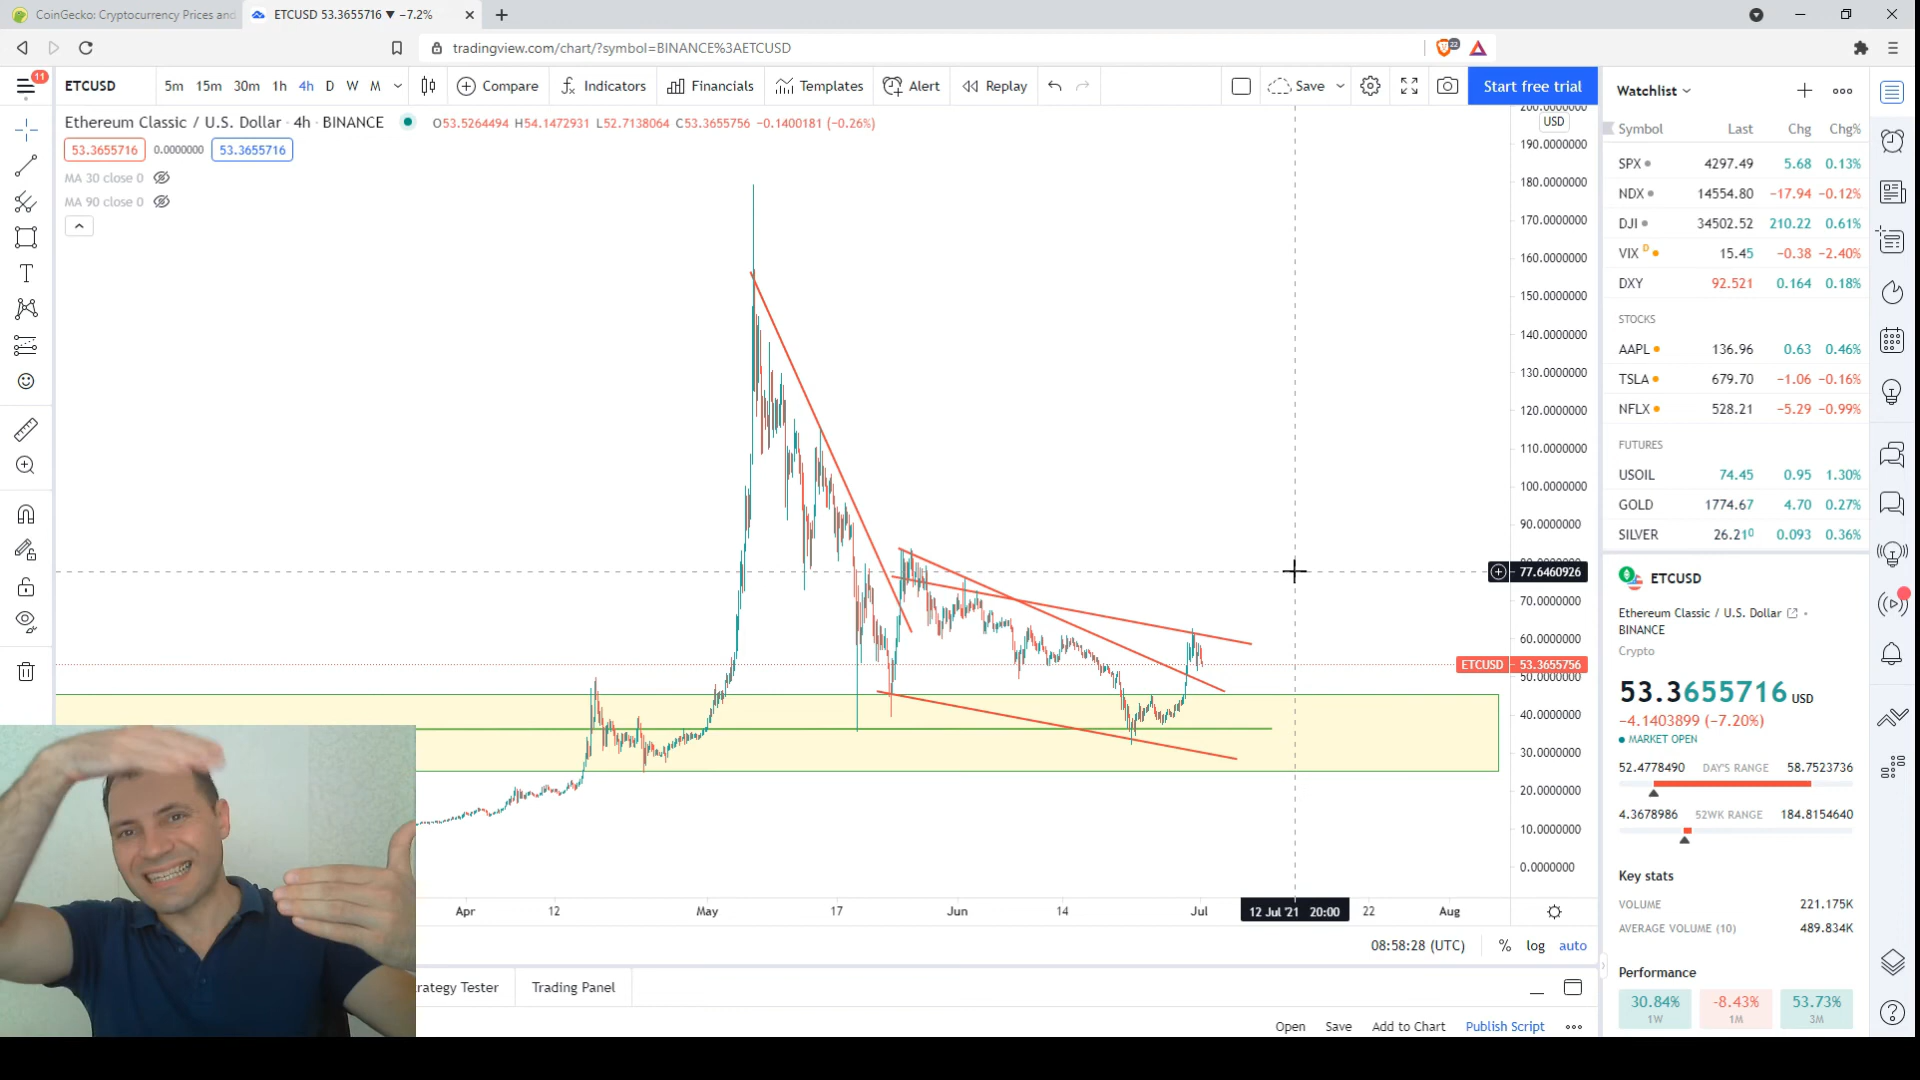 CoinGecko: Cryptocurrency Prices and
ETCUSD 53.3655716 ▼ −7.2%
tradingview.com/chart/?symbol=BINANCE%3AETCUSD
22
11
ETCUSD 5m 15m 30m 1h 4h D W M Compare Indicators Financials Templates Alert Replay Save Start free trial
Ethereum Classic / U.S. Dollar · 4h · BINANCE O53.5264494 H54.1472931 L52.7138064 C53.3655756 −0.1400181 (−0.26%)
53.3655716 0.0000000 53.3655716
MA 30 close 0
MA 90 close 0
USD
190.0000000
180.0000000
170.0000000
160.0000000
150.0000000
140.0000000
130.0000000
120.0000000
110.0000000
100.0000000
90.0000000
77.6460926
70.0000000
60.0000000
ETCUSD 53.3655756
50.0000000
40.0000000
30.0000000
20.0000000
10.0000000
0.0000000
Apr 12 May 17 Jun 14 Jul 12 Jul '21 20:00 22 Aug
08:58:28 (UTC) % log auto
rategy Tester Trading Panel
Open Save Add to Chart Publish Script
Watchlist
Symbol Last Chg Chg%
SPX 4297.49 5.68 0.13%
NDX 14554.80 −17.94 −0.12%
DJI 34502.52 210.22 0.61%
VIX D 15.45 −0.38 −2.40%
DXY 92.521 0.164 0.18%
STOCKS
AAPL 136.96 0.63 0.46%
TSLA 679.70 −1.06 −0.16%
NFLX 528.21 −5.29 −0.99%
FUTURES
USOIL 74.45 0.95 1.30%
GOLD 1774.67 4.70 0.27%
SILVER 26.210 0.093 0.36%
ETCUSD
Ethereum Classic / U.S. Dollar
BINANCE
Crypto
53.3655716 USD
−4.1403899 (−7.20%)
MARKET OPEN
52.4778490 DAY'S RANGE 58.7523736
4.3678986 52WK RANGE 184.8154640
Key stats
VOLUME 221.175K
AVERAGE VOLUME (10) 489.834K
Performance
30.84% -8.43% 53.73%
1W 1M 3M